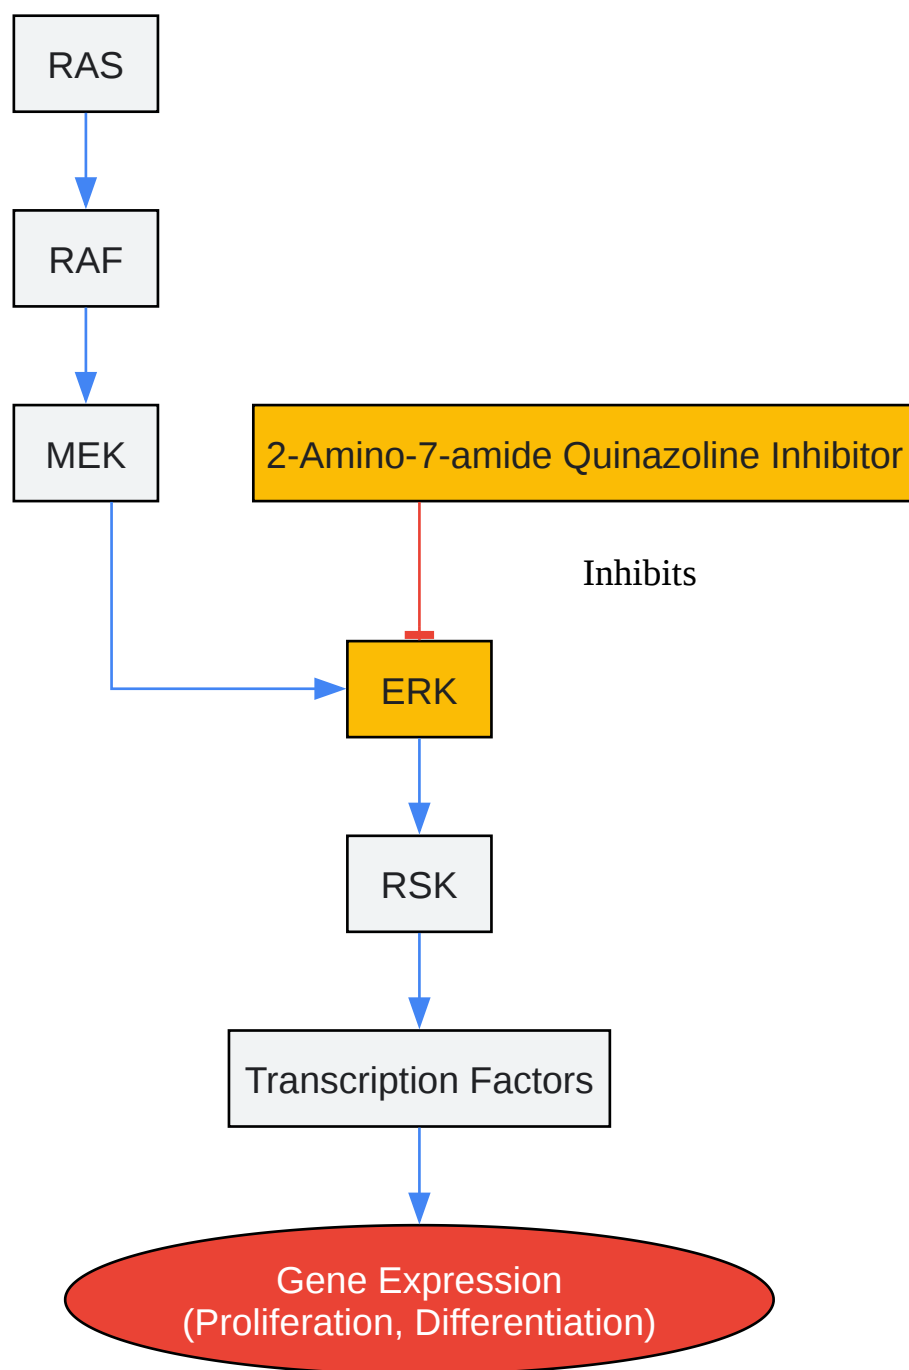 RAS
RAF
MEK
2-Amino-7-amide Quinazoline Inhibitor
Inhibits
ERK
RSK
Transcription Factors
Gene Expression
(Proliferation, Differentiation)